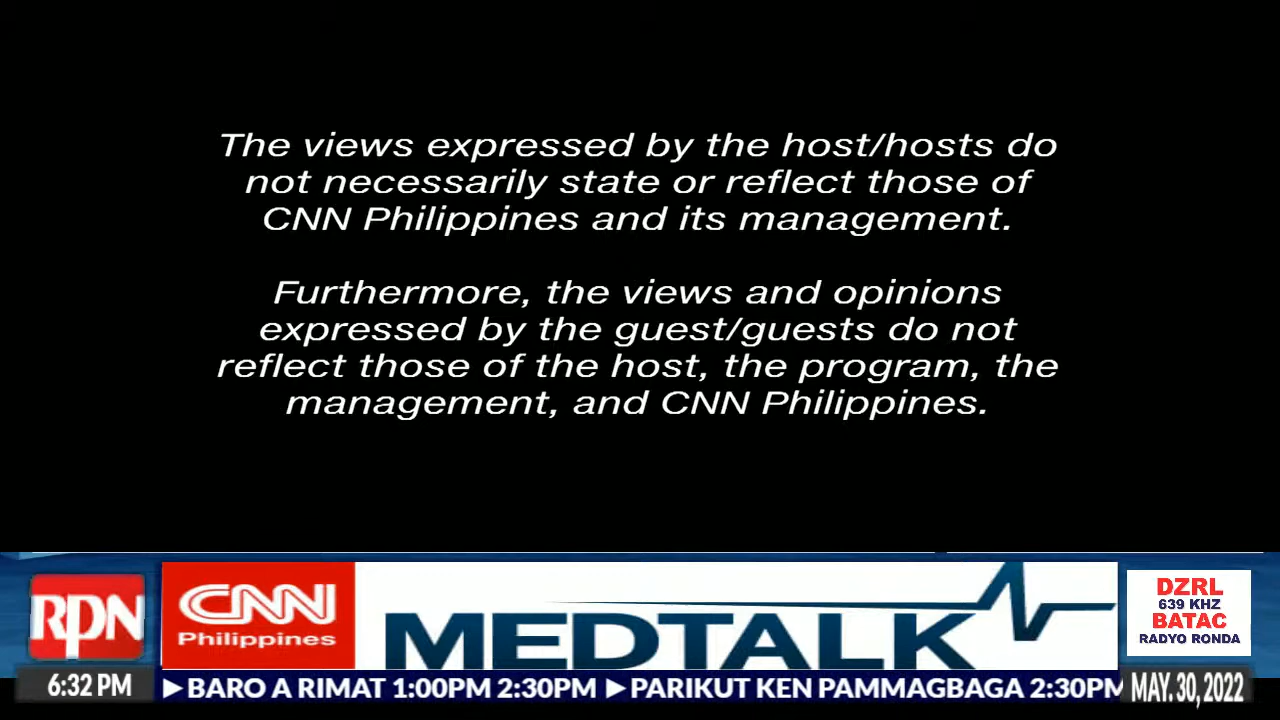 The views expressed by the host/hosts do
not necessarily state or reflect those of
CNN Philippines and its management.
Furthermore, the views and opinions
expressed by the guest/guests do not
reflect those of the host, the program, the
management, and CNN Philippines.
RPN
CNN
Philippines
MEDTALK
DZRL
639 KHZ
BATAC
RADYO RONDA
6:32 PM
BARO A RIMAT 1:00PM 2:30PM PARIKUT KEN PAMMAGBAGA 2:30PM
MAY. 30, 2022